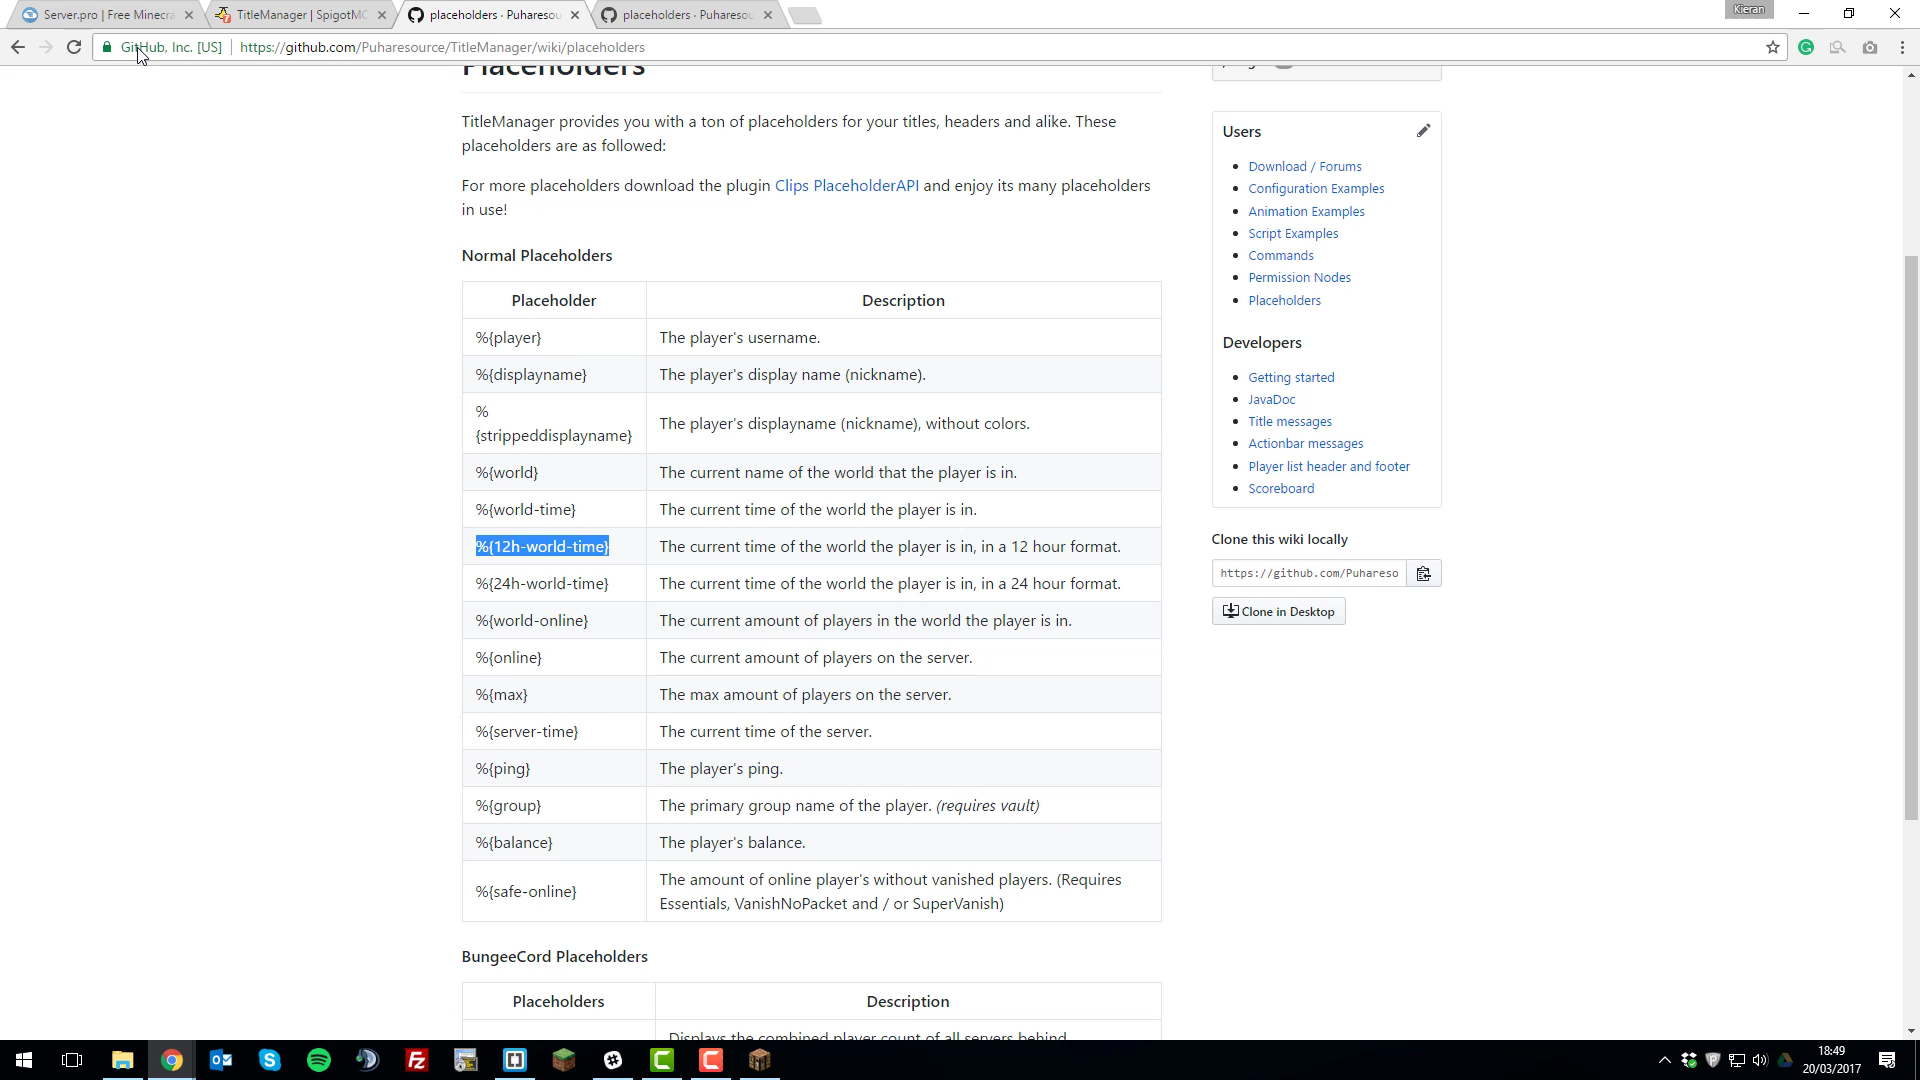 Server.pro | Free Minecra
TitleManager | SpigotMC
placeholders · Puharesou
placeholders · Puharesou
Kieran
GitHub, Inc. [US]
https://github.com/Puharesource/TitleManager/wiki/placeholders
Placeholders
TitleManager provides you with a ton of placeholders for your titles, headers and alike. These
placeholders are as followed:
For more placeholders download the plugin Clips PlaceholderAPI and enjoy its many placeholders
in use!
Normal Placeholders
Placeholder Description
%{player} The player's username.
%{displayname} The player's display name (nickname).
%
{strippeddisplayname} The player's displayname (nickname), without colors.
%{world} The current name of the world that the player is in.
%{world-time} The current time of the world the player is in.
%{12h-world-time} The current time of the world the player is in, in a 12 hour format.
%{24h-world-time} The current time of the world the player is in, in a 24 hour format.
%{world-online} The current amount of players in the world the player is in.
%{online} The current amount of players on the server.
%{max} The max amount of players on the server.
%{server-time} The current time of the server.
%{ping} The player's ping.
%{group} The primary group name of the player. (requires vault)
%{balance} The player's balance.
%{safe-online} The amount of online player's without vanished players. (Requires
Essentials, VanishNoPacket and / or SuperVanish)
BungeeCord Placeholders
Placeholders Description
Displays the combined player count of all servers behind
Users
Download / Forums
Configuration Examples
Animation Examples
Script Examples
Commands
Permission Nodes
Placeholders
Developers
Getting started
JavaDoc
Title messages
Actionbar messages
Player list header and footer
Scoreboard
Clone this wiki locally
https://github.com/Puhareso
Clone in Desktop
18:49
20/03/2017